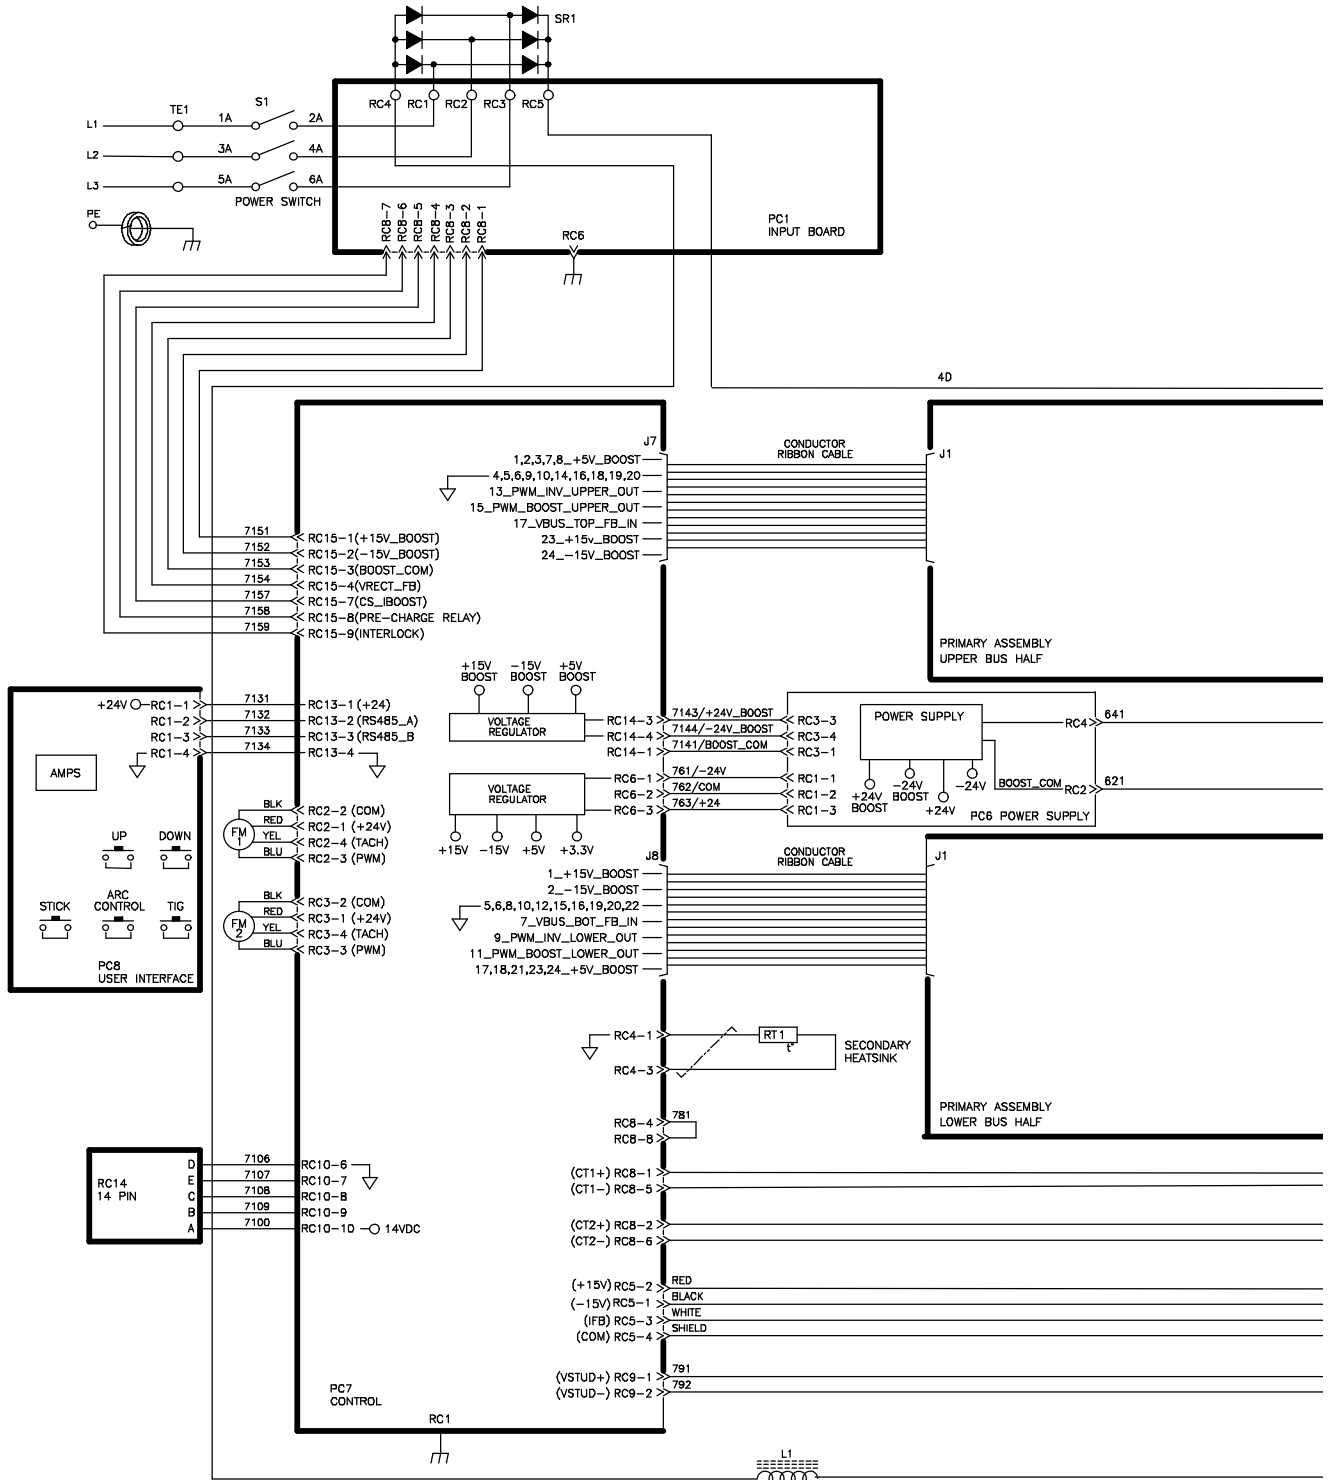 SR1
RC4 RC1 RC2 RC3 RC5
TE1 S1
L1 1A 2A
L2 3A 4A
L3 5A 6A
POWER SWITCH
PE
RC8-7
RC8-6
RC8-5
RC8-4
RC8-3
RC8-2
RC8-1
RC6
PC1
INPUT BOARD
4D
J7
CONDUCTOR
RIBBON CABLE
J1
1,2,3,7,8_+5V_BOOST
4,5,6,9,10,14,16,18,19,20
13_PWM_INV_UPPER_OUT
15_PWM_BOOST_UPPER_OUT
17_VBUS_TOP_FB_IN
23_+15v_BOOST
24_-15V_BOOST
7151 RC15-1(+15V_BOOST)
7152 RC15-2(-15V_BOOST)
7153 RC15-3(BOOST_COM)
7154 RC15-4(VRECT_FB)
7157 RC15-7(CS_IBOOST)
7158 RC15-8(PRE-CHARGE RELAY)
7159 RC15-9(INTERLOCK)
PRIMARY ASSEMBLY
UPPER BUS HALF
+15V
BOOST
-15V
BOOST
+5V
BOOST
VOLTAGE
REGULATOR
+24V RC1-1 7131 RC13-1 (+24)
RC1-2 7132 RC13-2 (RS485_A)
RC1-3 7133 RC13-3 (RS485_B
RC1-4 7134 RC13-4
RC14-3 7143/+24V_BOOST RC3-3
RC14-4 7144/-24V_BOOST RC3-4
RC14-1 7141/BOOST_COM RC3-1
VOLTAGE
REGULATOR
RC6-1 761/-24V RC1-1
RC6-2 762/COM RC1-2
RC6-3 763/+24 RC1-3
+15V -15V +5V +3.3V
POWER SUPPLY
+24V
BOOST
-24V
BOOST
+24V
-24V
RC4 641
BOOST_COM RC2 621
PC6 POWER SUPPLY
AMPS
UP DOWN
STICK
ARC
CONTROL
TIG
PC8
USER INTERFACE
FM
1
BLK RC2-2 (COM)
RED RC2-1 (+24V)
YEL RC2-4 (TACH)
BLU RC2-3 (PWM)
FM
2
BLK RC3-2 (COM)
RED RC3-1 (+24V)
YEL RC3-4 (TACH)
BLU RC3-3 (PWM)
J8
CONDUCTOR
RIBBON CABLE
J1
1_+15V_BOOST
2_-15V_BOOST
5,6,8,10,12,15,16,19,20,22
7_VBUS_BOT_FB_IN
9_PWM_INV_LOWER_OUT
11_PWM_BOOST_LOWER_OUT
17,18,21,23,24_+5V_BOOST
RC4-1
RT1
t°
RC4-3
SECONDARY
HEATSINK
PRIMARY ASSEMBLY
LOWER BUS HALF
RC8-4 781
RC8-8
RC14
14 PIN
D 7106 RC10-6
E 7107 RC10-7
C 7108 RC10-8
B 7109 RC10-9
A 7100 RC10-10 14VDC
(CT1+) RC8-1
(CT1-) RC8-5
(CT2+) RC8-2
(CT2-) RC8-6
(+15V) RC5-2 RED
(-15V) RC5-1 BLACK
(IFB) RC5-3 WHITE
(COM) RC5-4 SHIELD
(VSTUD+) RC9-1 791
(VSTUD-) RC9-2 792
PC7
CONTROL
RC1
L1